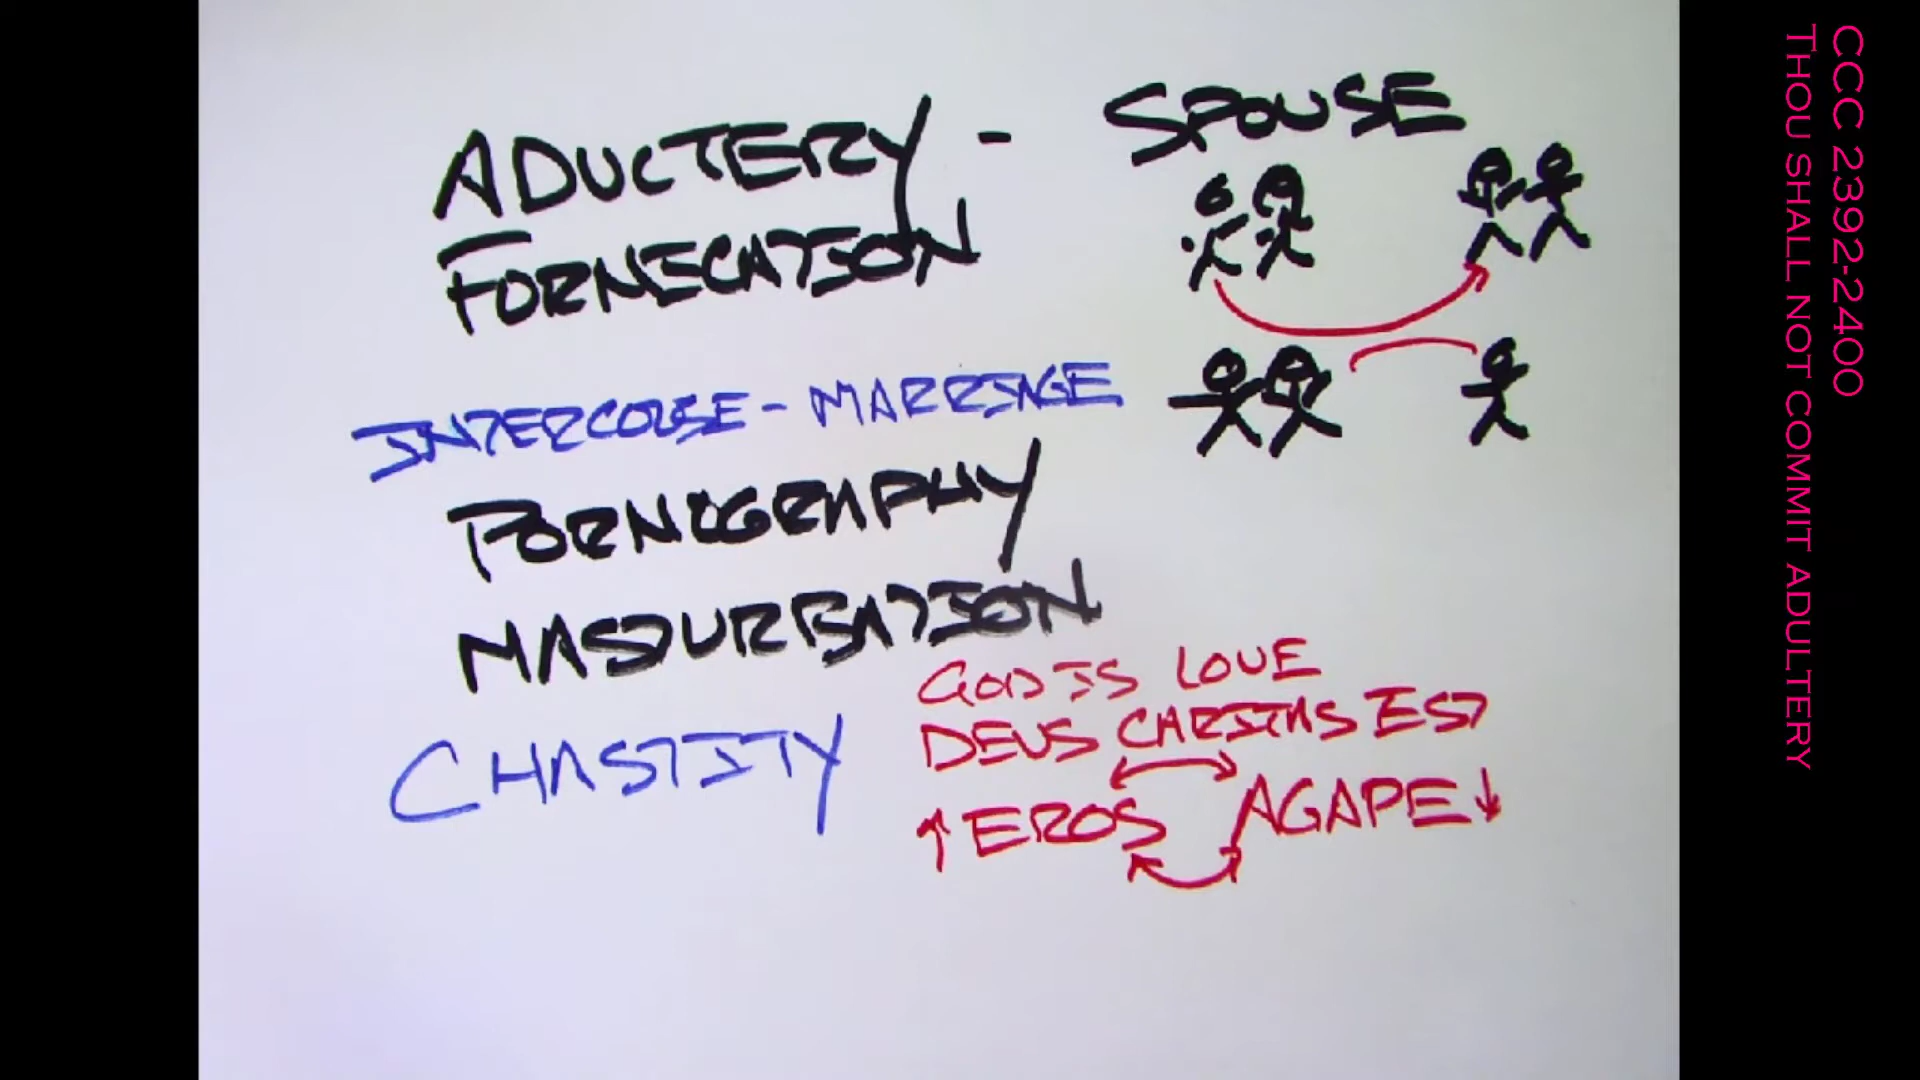 ADULTERY - SPOUSE
FORNICATION
INTERCOUSE - MARRIAGE
PORNOGRAPHY
MASTURBATION
GOD IS LOVE
DEUS CARITAS EST
CHASTITY
↑ EROS AGAPE ↓
CCC 2392-2400
THOU SHALL NOT COMMIT ADULTERY